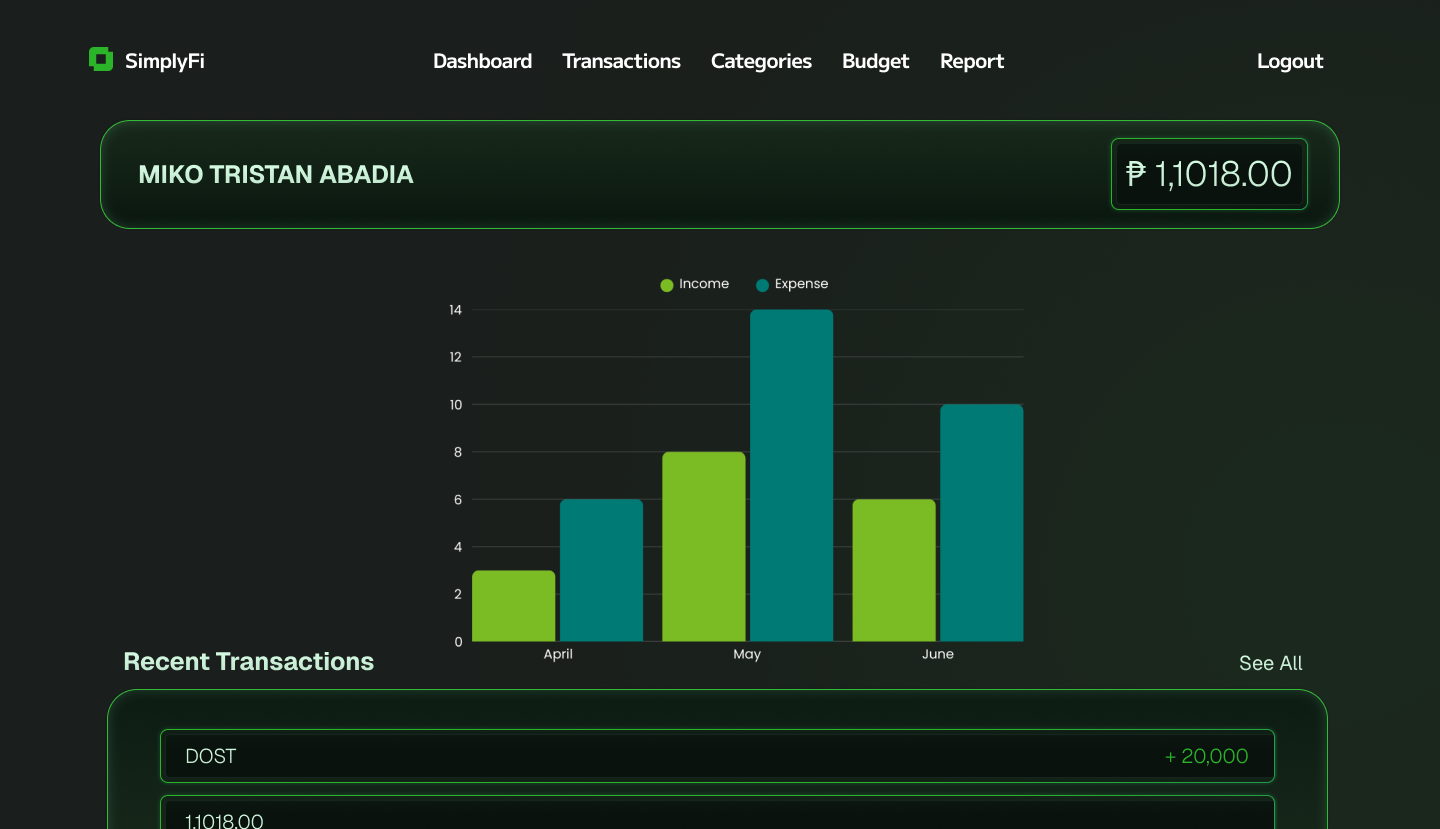 SimplyFi
Dashboard Transactions Categories Budget Report
Logout
MIKO TRISTAN ABADIA
₱ 1,1018.00
Income Expense
14
12
10
8
6
4
2
0
April May June
Recent Transactions
See All
DOST + 20,000
1,1018.00